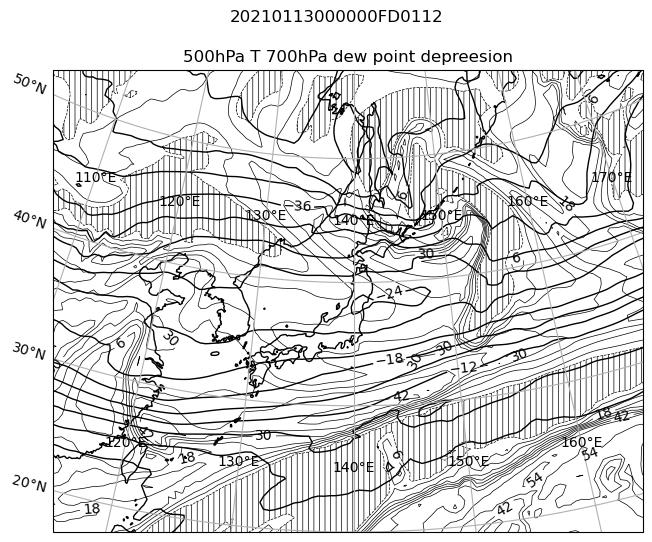 20210113000000FD0112
500hPa T 700hPa dew point depreesion
50°N
6
110°E
170°E
120°E
-36
6
160°E
18
130°E
140°E
150°E
40°N
30
6
-24
30
6
30
30
30°N
-18
30
-12
42
18
42
30
120°E
160°E
18
130°E
140°E
6
150°E
54
20°N
54
18
42